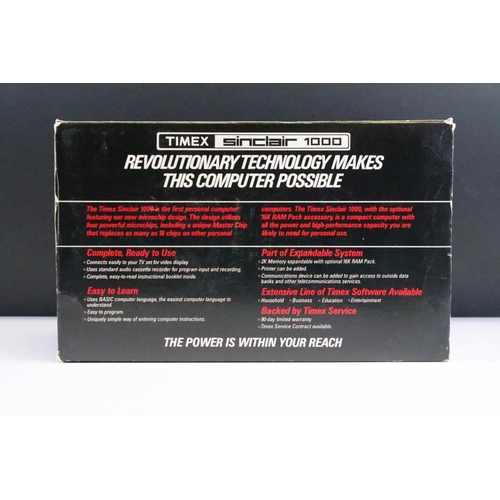 TIMEX sinclair 1000
REVOLUTIONARY TECHNOLOGY MAKES
THIS COMPUTER POSSIBLE
The Timex Sinclair 1000 is the first personal computer
featuring our new microchip design. The design utilizes
four powerful microchips, including a unique Master Chip
that replaces as many as 18 chips on other personal
computers. The Timex Sinclair 1000, with the optional
16K RAM Pack accessory, is a compact computer with
all the power and high-performance capacity you are
likely to need for personal use.
Complete, Ready to Use
• Connects easily to your TV set for video display.
• Uses standard audio cassette recorder for program input and recording.
• Complete, easy-to-read instructional booklet inside.
Easy to Learn
• Uses BASIC computer language, the easiest computer language to
understand.
• Easy to program.
• Uniquely simple way of entering computer instructions.
Part of Expandable System
• 2K Memory expandable with optional 16K RAM Pack.
• Printer can be added.
• Communications device can be added to gain access to outside data
banks and other telecommunications services.
Extensive Line of Timex Software Available
• Household • Business • Education • Entertainment
Backed by Timex Service
• 90-day limited warranty.
• Timex Service Contract available.
THE POWER IS WITHIN YOUR REACH